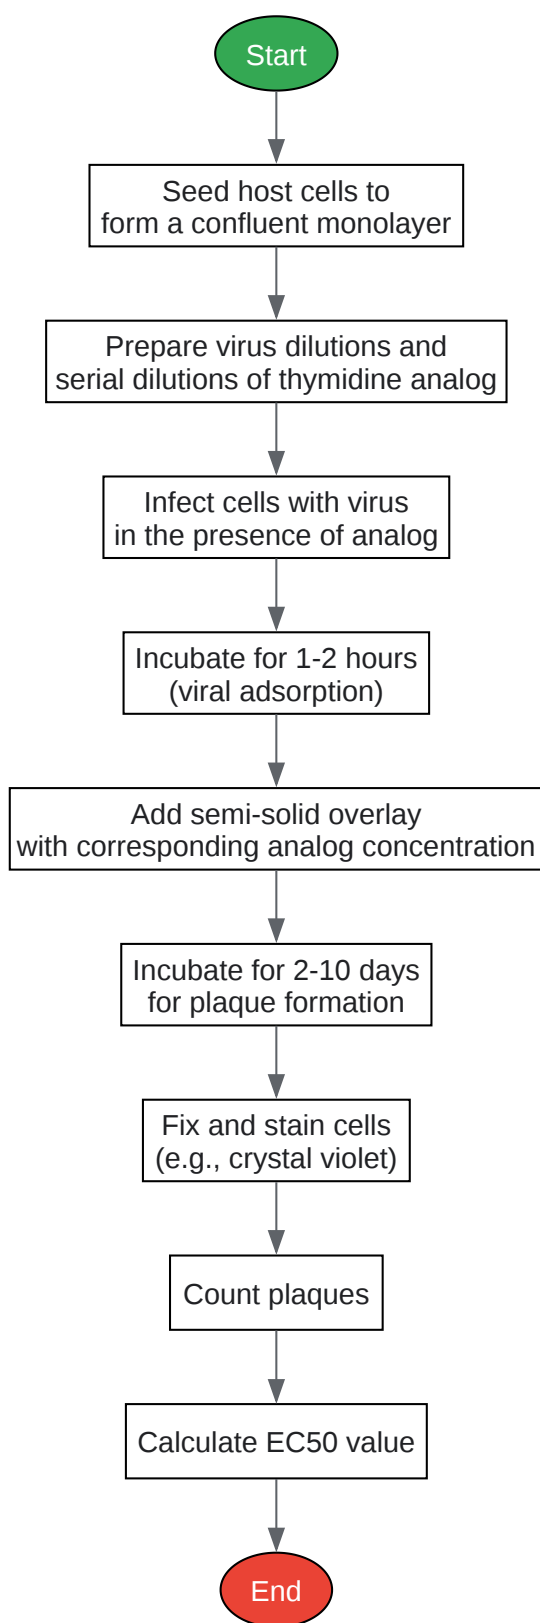 Start
Seed host cells to
form a confluent monolayer
Prepare virus dilutions and
serial dilutions of thymidine analog
Infect cells with virus
in the presence of analog
Incubate for 1-2 hours
(viral adsorption)
Add semi-solid overlay
with corresponding analog concentration
Incubate for 2-10 days
for plaque formation
Fix and stain cells
(e.g., crystal violet)
Count plaques
Calculate EC50 value
End